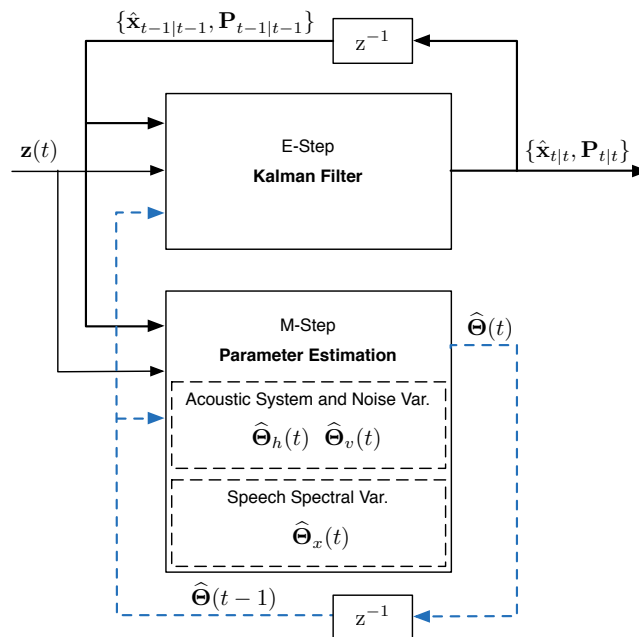 {x̂_{t−1|t−1}, P_{t−1|t−1}}
z⁻¹
z(t)
E-Step
Kalman Filter
{x̂_{t|t}, P_{t|t}}
M-Step
Parameter Estimation
Θ̂(t)
Acoustic System and Noise Var.
Θ̂_h(t) Θ̂_v(t)
Speech Spectral Var.
Θ̂_x(t)
Θ̂(t−1)
z⁻¹